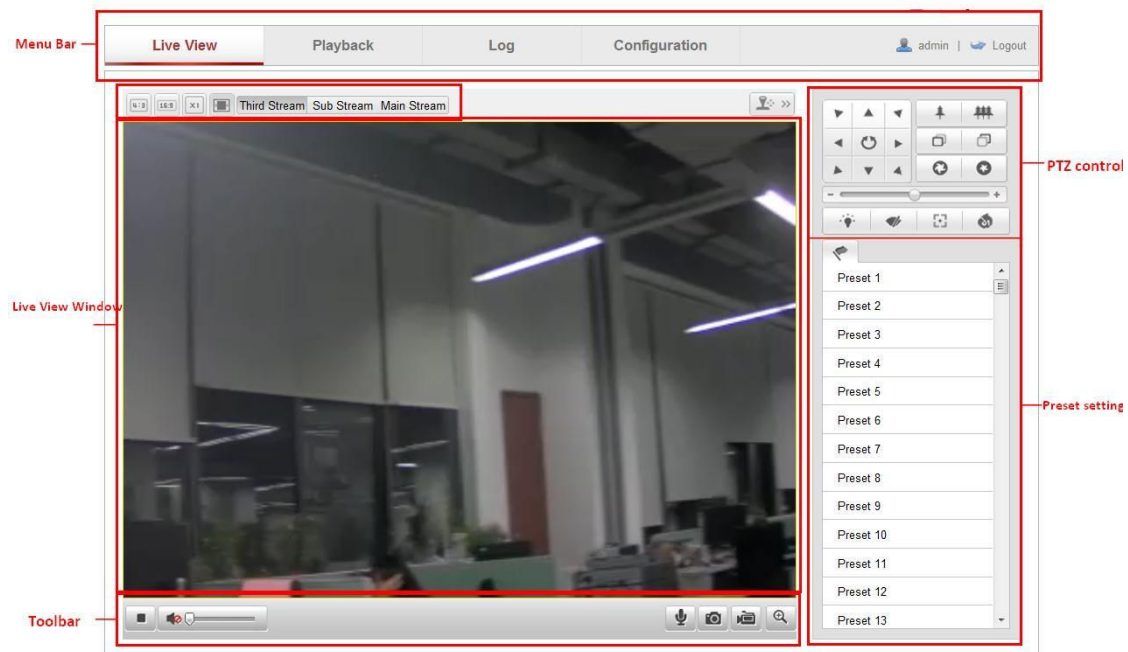 Menu Bar
Live View Playback Log Configuration admin | Logout
4:3 16:9 X1 Third Stream Sub Stream Main Stream
PTZ control
Live View Window
Preset 1
Preset 2
Preset 3
Preset 4
Preset 5
Preset 6
Preset setting
Preset 7
Preset 8
Preset 9
Preset 10
Preset 11
Preset 12
Preset 13
Toolbar